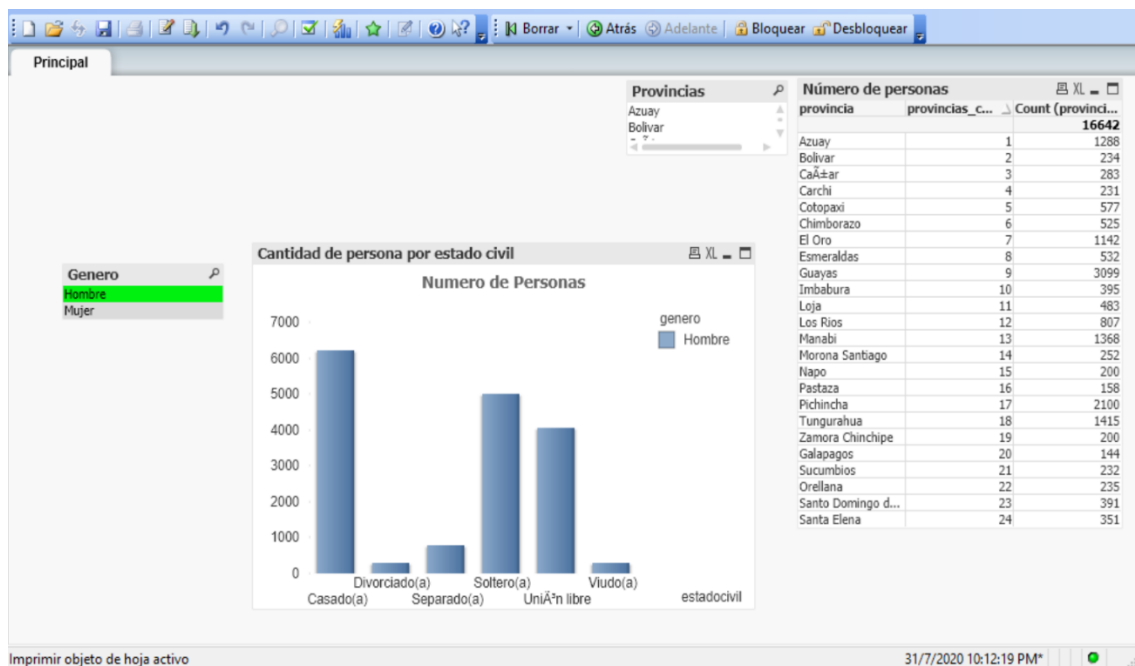 Borrar Atrás Adelante Bloquear Desbloquear
Principal
Provincias
Azuay
Bolivar
Número de personas XL
provincia provincias_c... Count (provinci...
16642
Azuay 1 1288
Bolivar 2 234
CaÃ±ar 3 283
Carchi 4 231
Cotopaxi 5 577
Chimborazo 6 525
El Oro 7 1142
Esmeraldas 8 532
Guayas 9 3099
Imbabura 10 395
Loja 11 483
Los Rios 12 807
Manabi 13 1368
Morona Santiago 14 252
Napo 15 200
Pastaza 16 158
Pichincha 17 2100
Tungurahua 18 1415
Zamora Chinchipe 19 200
Galapagos 20 144
Sucumbios 21 232
Orellana 22 235
Santo Domingo d... 23 391
Santa Elena 24 351
Genero
Hombre
Mujer
Cantidad de persona por estado civil XL
Numero de Personas
genero
Hombre
7000
6000
5000
4000
3000
2000
1000
0
Divorciado(a) Soltero(a) Viudo(a)
Casado(a) Separado(a) UniÃ³n libre estadocivil
Imprimir objeto de hoja activo 31/7/2020 10:12:19 PM*